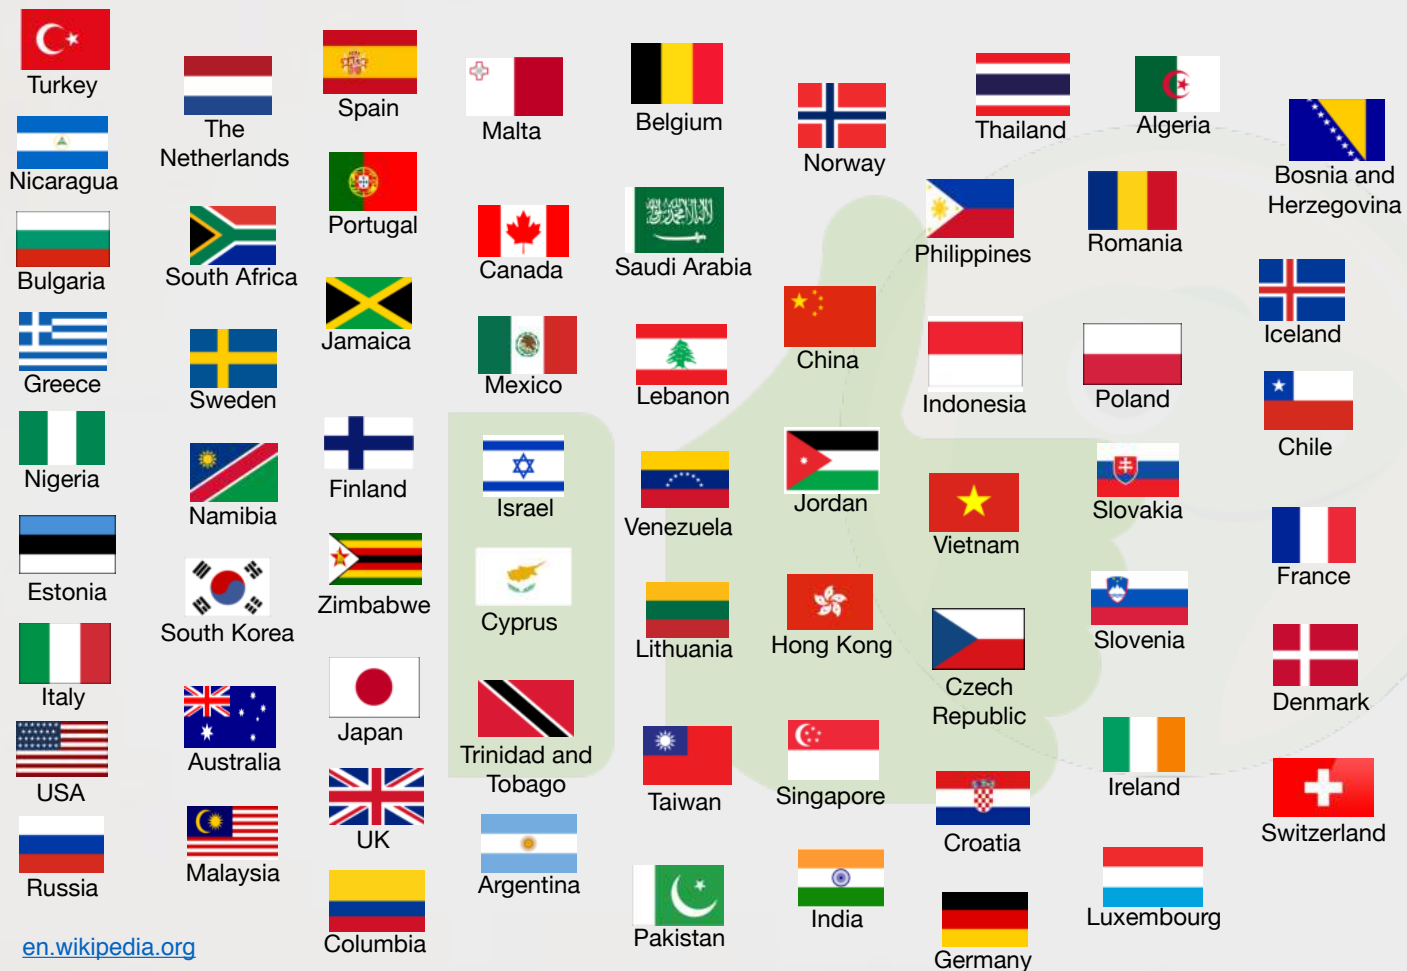 Turkey
Nicaragua
Bulgaria
Greece
Nigeria
Estonia
Italy
USA
Russia
en.wikipedia.org
The
Netherlands
South Africa
Sweden
Namibia
South Korea
Australia
Malaysia
Spain
Portugal
Jamaica
Finland
Zimbabwe
Japan
UK
Columbia
Malta
Canada
Mexico
Israel
Cyprus
Trinidad and
Tobago
Argentina
Belgium
Saudi Arabia
Lebanon
Venezuela
Lithuania
Taiwan
Pakistan
Norway
China
Jordan
Hong Kong
Singapore
India
Thailand
Philippines
Indonesia
Vietnam
Czech
Republic
Croatia
Germany
Algeria
Romania
Poland
Slovakia
Slovenia
Ireland
Luxembourg
Bosnia and
Herzegovina
Iceland
Chile
France
Denmark
Switzerland